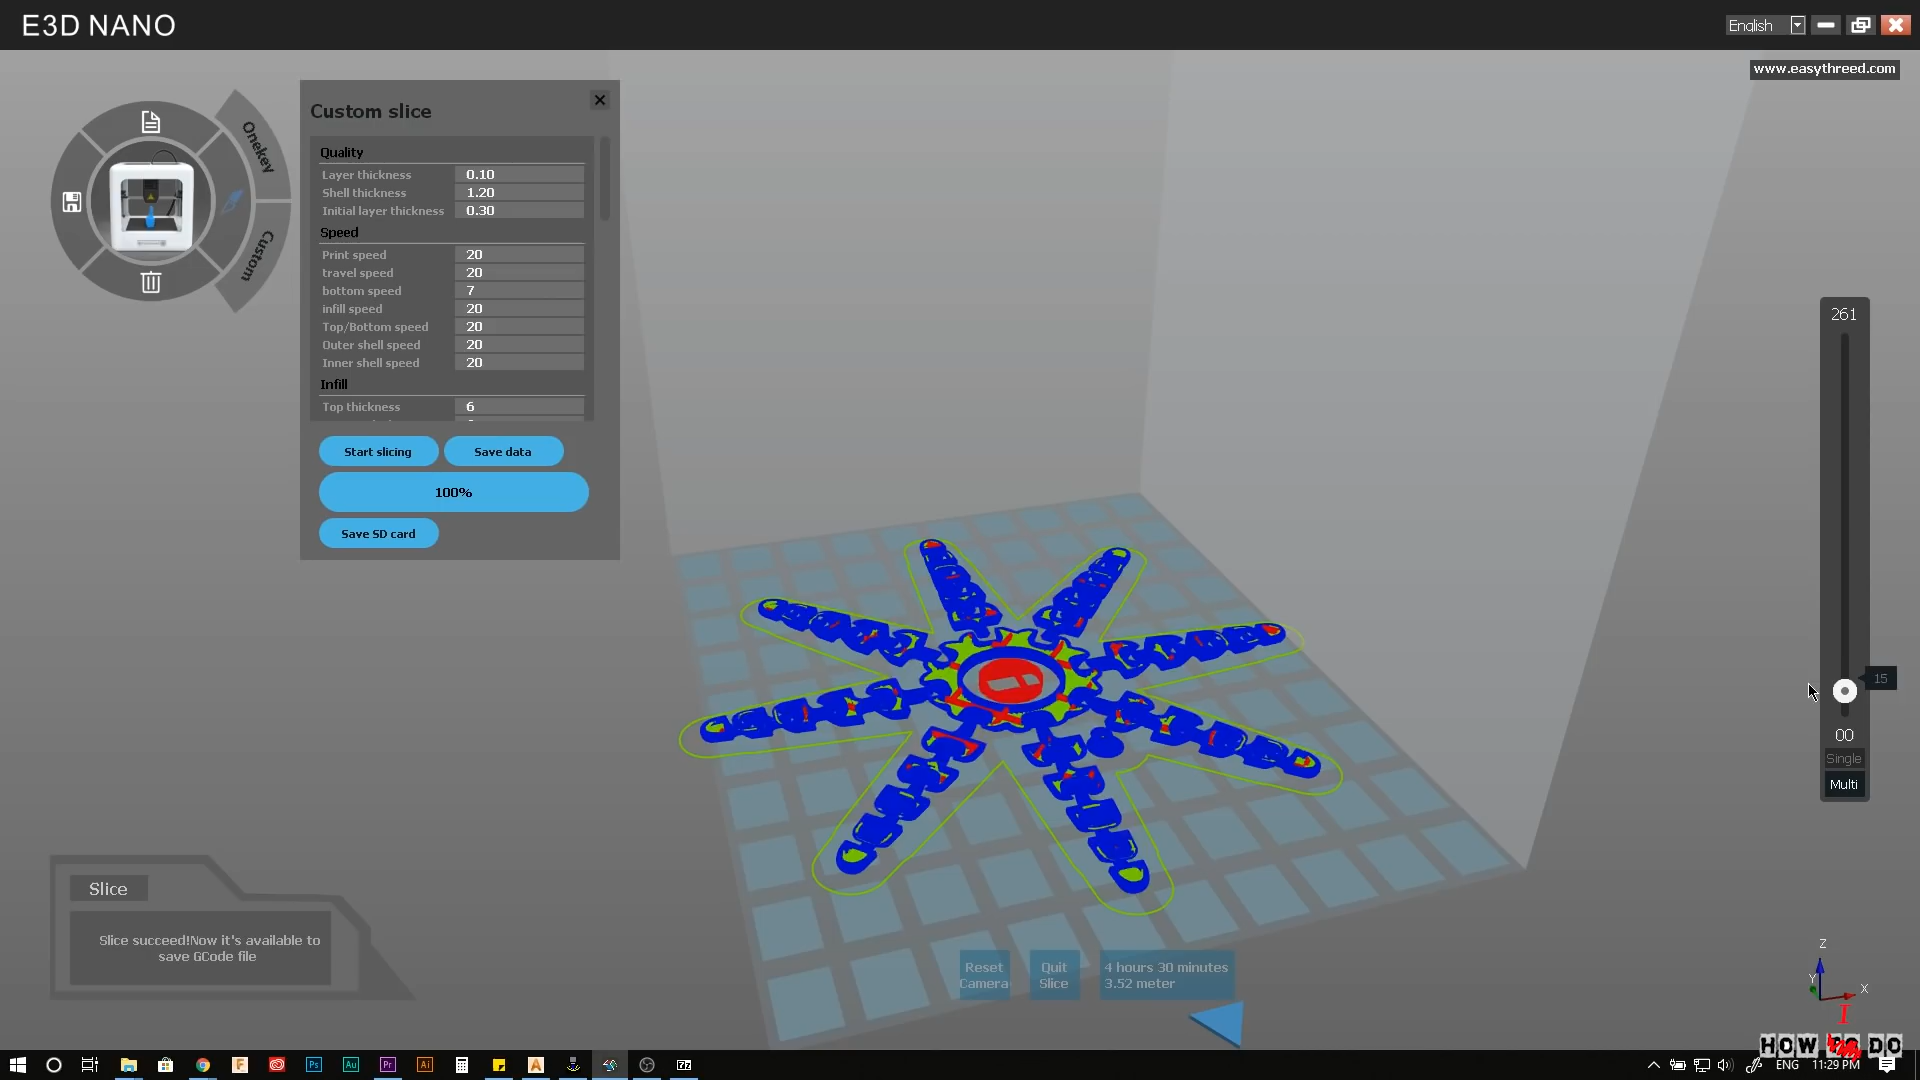 E3D NANO
English
www.easythreed.com
Onekey
Custom
Custom slice
Quality
Layer thickness 0.10
Shell thickness 1.20
Initial layer thickness 0.30
Speed
Print speed 20
travel speed 20
bottom speed 7
infill speed 20
Top/Bottom speed 20
Outer shell speed 20
Inner shell speed 20
Infill
Top thickness 6
Start slicing Save data
100%
Save SD card
261
15
00
Single
Multi
Slice
Slice succeed!Now it's available to
save GCode file
Reset
Camera
Quit
Slice
4 hours 30 minutes
3.52 meter
Z
Y
X
I
HOW DO
Ps Au Pr Ai
ENG 11:29 PM